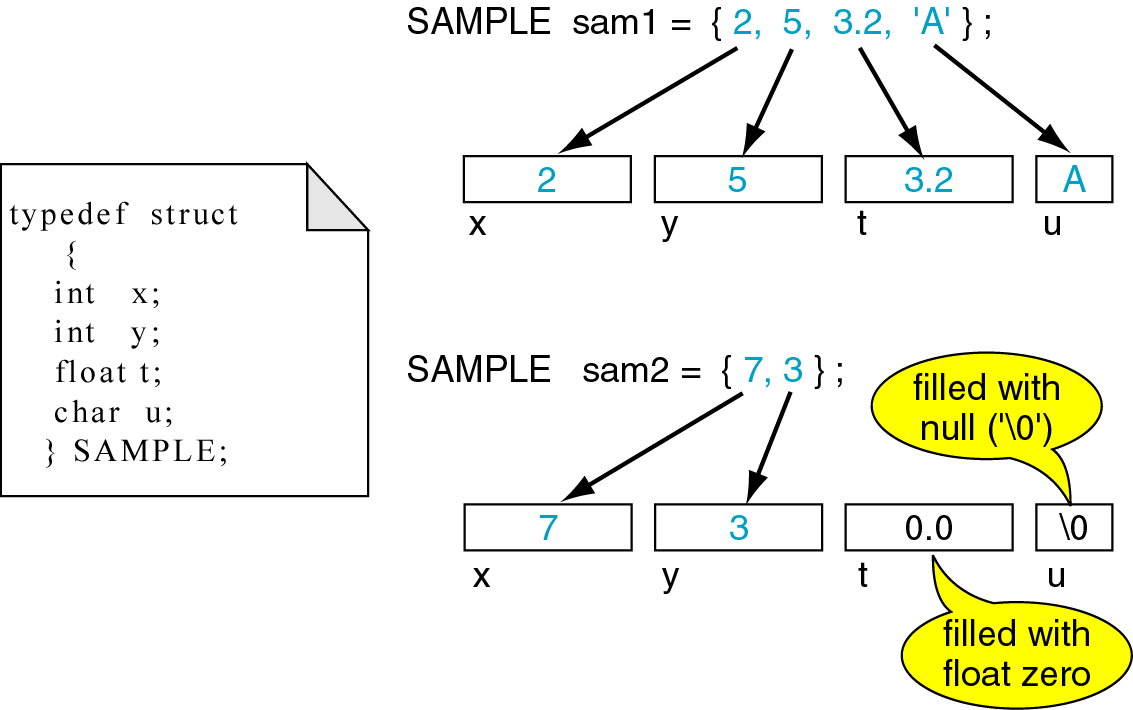 SAMPLE sam1 = { 2, 5, 3.2, 'A' } ;
2 5 3.2 A
x y t u
typedef struct
{
int x;
int y;
float t;
char u;
} SAMPLE;
SAMPLE sam2 = { 7, 3 } ;
filled with
null ('\0')
7 3 0.0 \0
x y t u
filled with
float zero